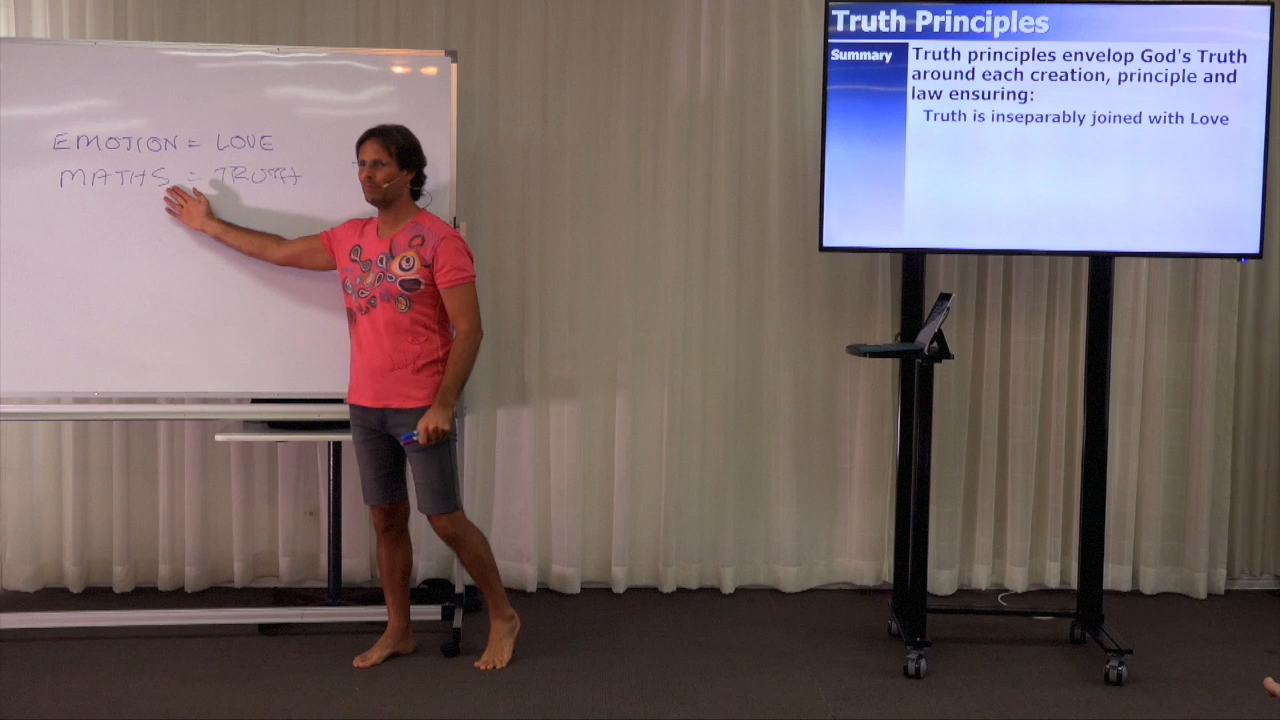 EMOTION = LOVE
MATHS = TRUTH
Truth Principles
Summary
Truth principles envelop God's Truth
around each creation, principle and
law ensuring:
Truth is inseparably joined with Love